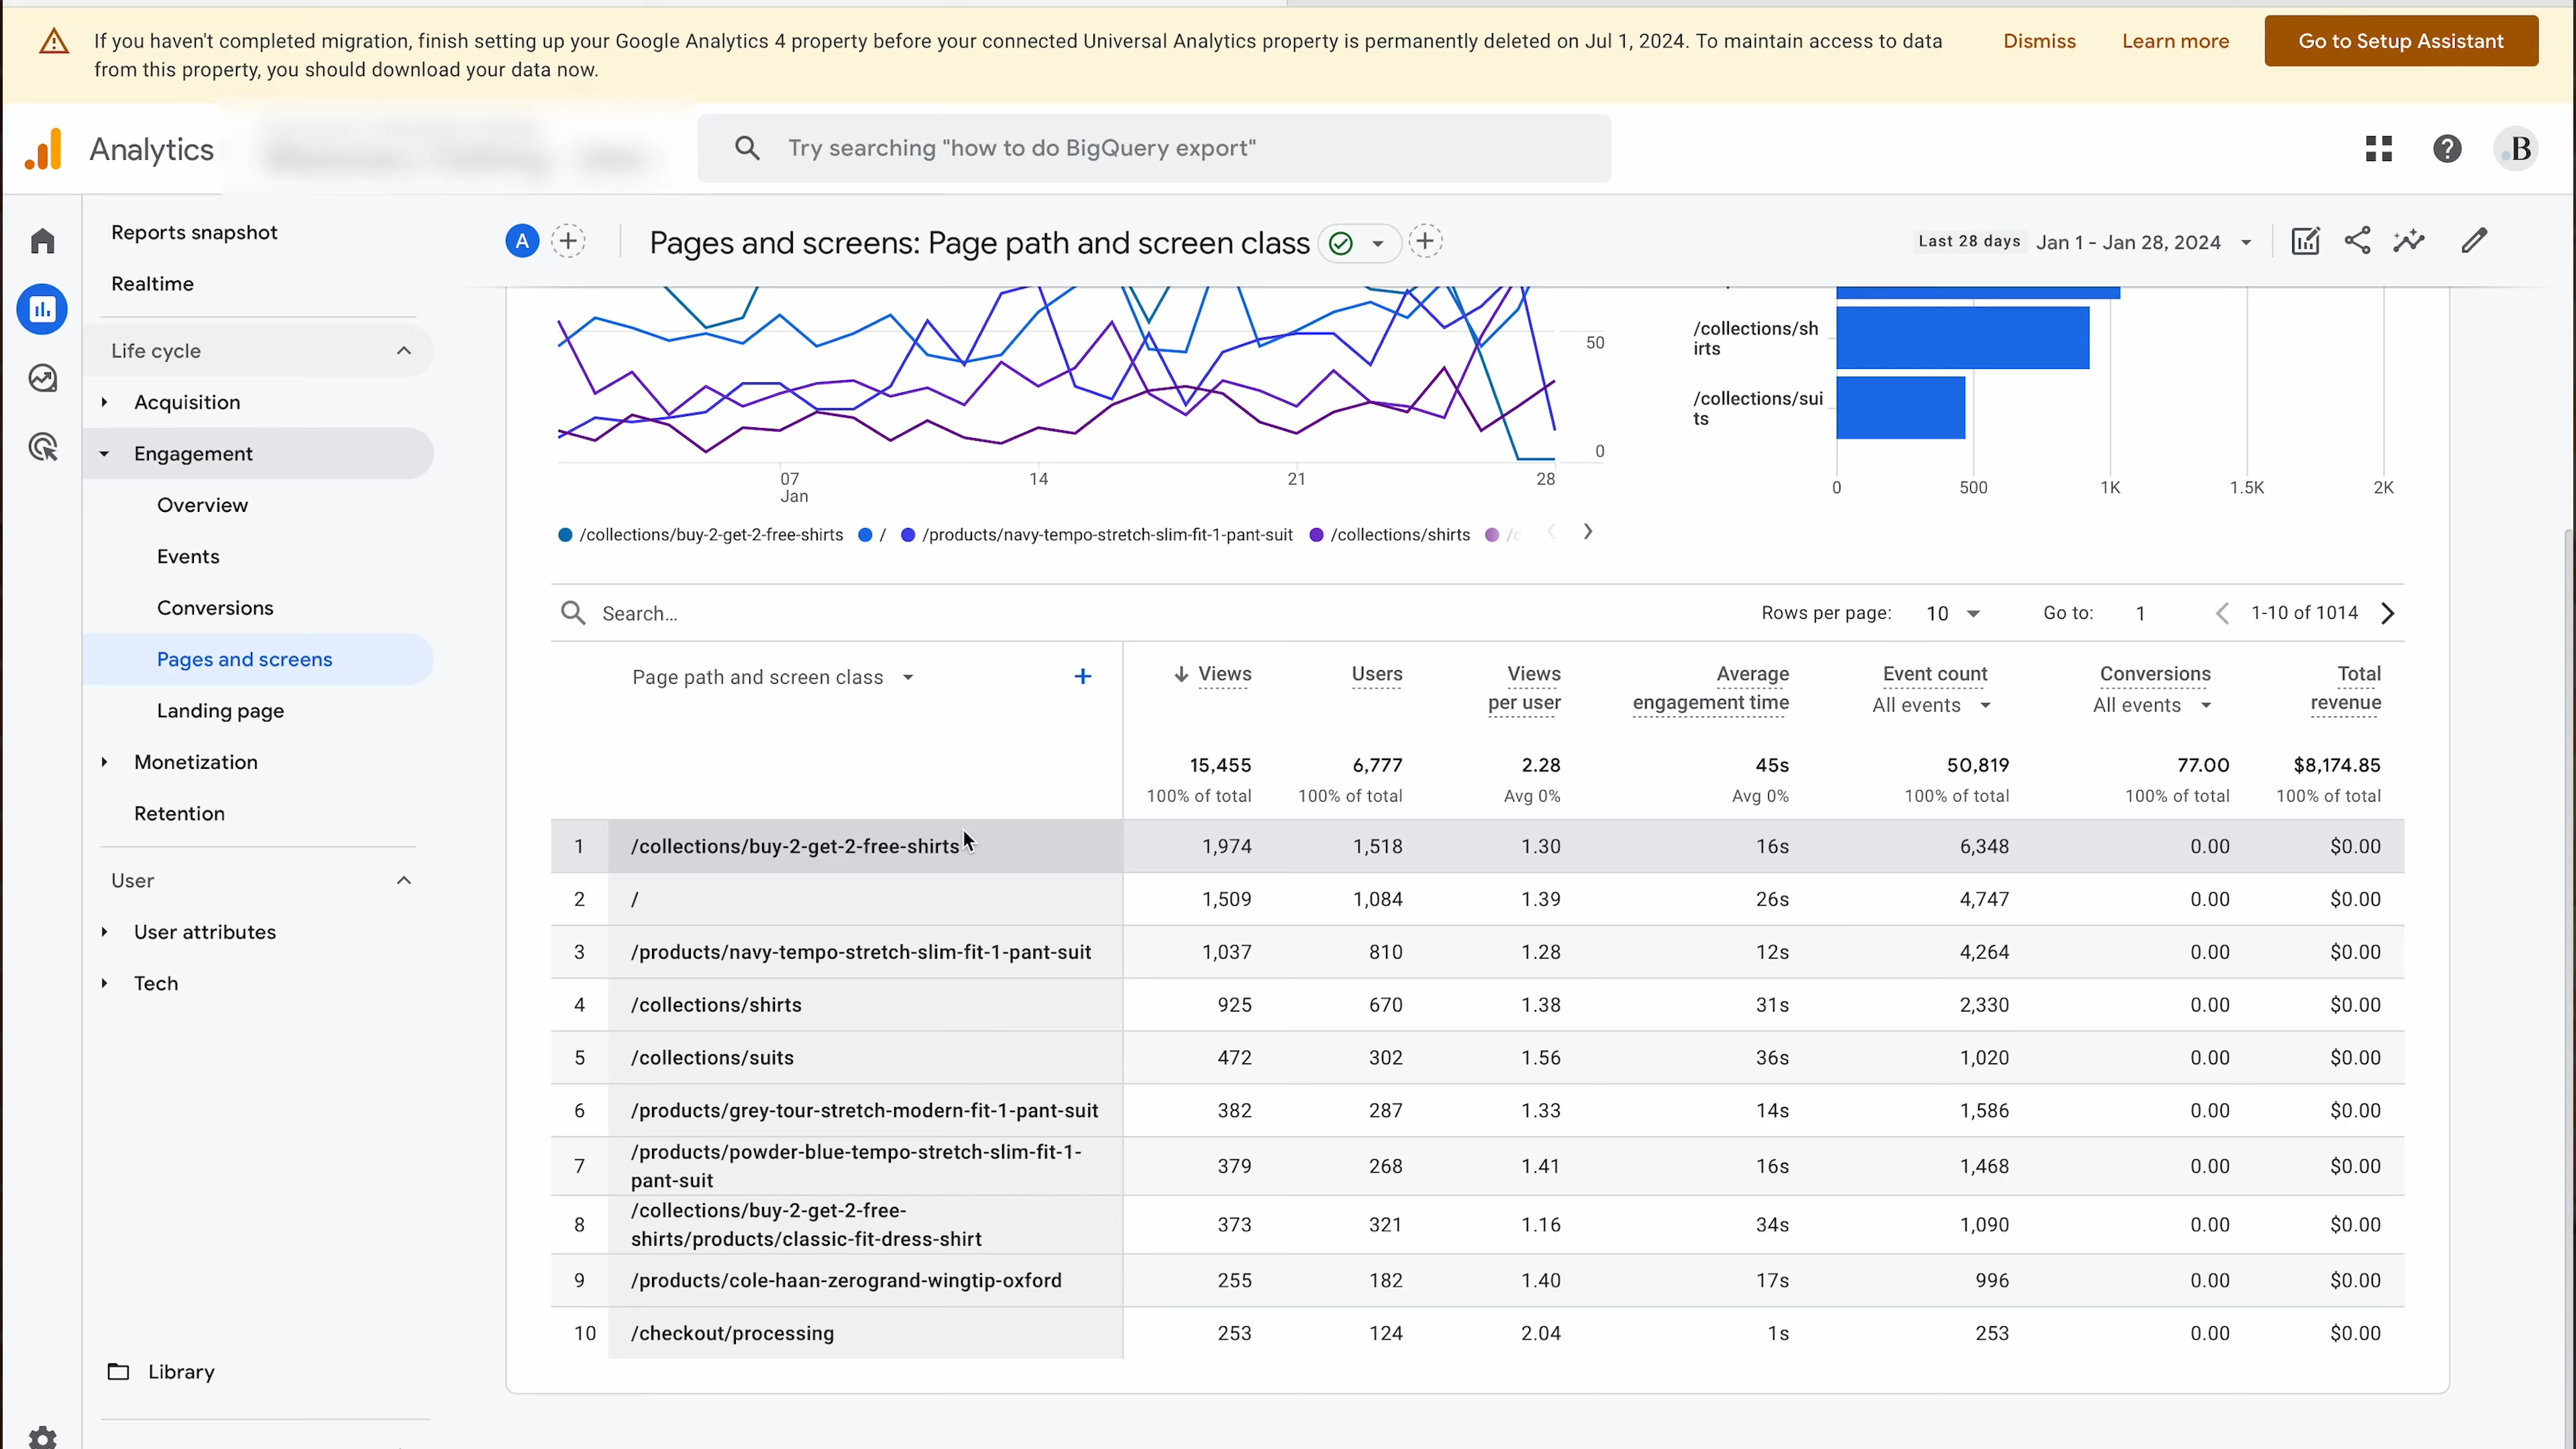 If you haven't completed migration, finish setting up your Google Analytics 4 property before your connected Universal Analytics property is permanently deleted on Jul 1, 2024. To maintain access to data
from this property, you should download your data now.
Dismiss
Learn more
Go to Setup Assistant
Analytics
Try searching "how to do BigQuery export"
B
Reports snapshot
Realtime
Life cycle
Acquisition
Engagement
Overview
Events
Conversions
Pages and screens
Landing page
Monetization
Retention
User
User attributes
Tech
Library
A
Pages and screens: Page path and screen class
Last 28 days Jan 1 - Jan 28, 2024
50
0
07
Jan
14
21
28
/collections/buy-2-get-2-free-shirts / /products/navy-tempo-stretch-slim-fit-1-pant-suit /collections/shirts
/collections/sh
irts
/collections/sui
ts
0 500 1K 1.5K 2K
Search...
Rows per page: 10 Go to: 1 1-10 of 1014
Page path and screen class
Views
Users
Views
per user
Average
engagement time
Event count
All events
Conversions
All events
Total
revenue
15,455 6,777 2.28 45s 50,819 77.00 $8,174.85
100% of total 100% of total Avg 0% Avg 0% 100% of total 100% of total 100% of total
1 /collections/buy-2-get-2-free-shirts 1,974 1,518 1.30 16s 6,348 0.00 $0.00
2 / 1,509 1,084 1.39 26s 4,747 0.00 $0.00
3 /products/navy-tempo-stretch-slim-fit-1-pant-suit 1,037 810 1.28 12s 4,264 0.00 $0.00
4 /collections/shirts 925 670 1.38 31s 2,330 0.00 $0.00
5 /collections/suits 472 302 1.56 36s 1,020 0.00 $0.00
6 /products/grey-tour-stretch-modern-fit-1-pant-suit 382 287 1.33 14s 1,586 0.00 $0.00
7 /products/powder-blue-tempo-stretch-slim-fit-1-
pant-suit 379 268 1.41 16s 1,468 0.00 $0.00
8 /collections/buy-2-get-2-free-
shirts/products/classic-fit-dress-shirt 373 321 1.16 34s 1,090 0.00 $0.00
9 /products/cole-haan-zerogrand-wingtip-oxford 255 182 1.40 17s 996 0.00 $0.00
10 /checkout/processing 253 124 2.04 1s 253 0.00 $0.00